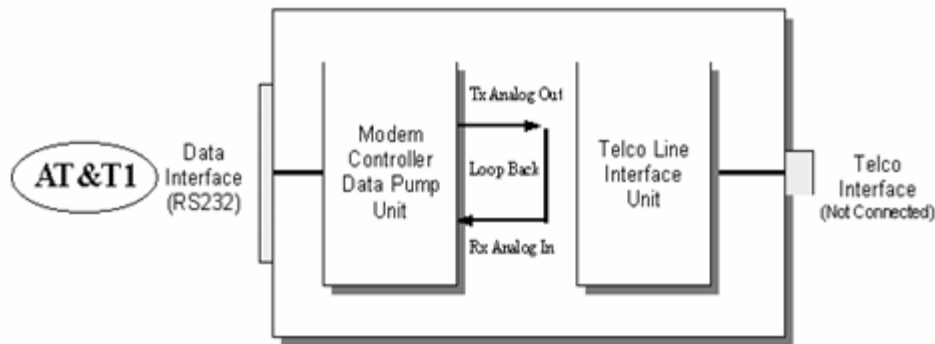 AT&T1
Data
Interface
(RS232)
Modem
Controller
Data Pump
Unit
Tx Analog Out
Loop Back
Rx Analog In
Telco Line
Interface
Unit
Telco
Interface
(Not Connected)